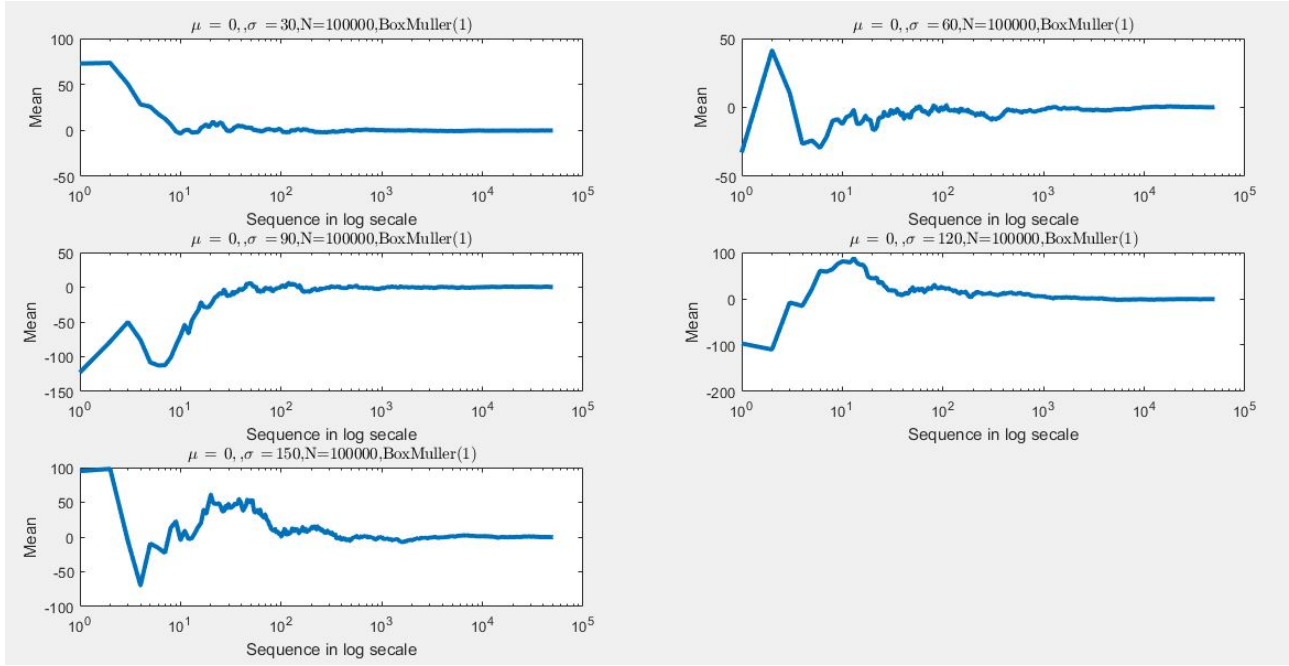 μ = 0,,σ =30,N=100000,BoxMuller(1)
100
50
0
-50
Mean
10^0 10^1 10^2 10^3 10^4 10^5
Sequence in log secale
μ = 0,,σ =60,N=100000,BoxMuller(1)
50
0
-50
Mean
10^0 10^1 10^2 10^3 10^4 10^5
Sequence in log secale
μ = 0,,σ =90,N=100000,BoxMuller(1)
50
0
-50
-100
-150
Mean
10^0 10^1 10^2 10^3 10^4 10^5
Sequence in log secale
μ = 0,,σ =120,N=100000,BoxMuller(1)
100
0
-100
-200
Mean
10^0 10^1 10^2 10^3 10^4 10^5
Sequence in log secale
μ = 0,,σ =150,N=100000,BoxMuller(1)
100
50
0
-50
-100
Mean
10^0 10^1 10^2 10^3 10^4 10^5
Sequence in log secale